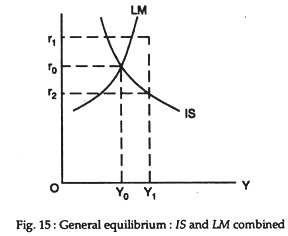 LM
r₁
r₀
r₂
IS
O
Y₀
Y₁
Y
Fig. 15 : General equilibrium : IS and LM combined